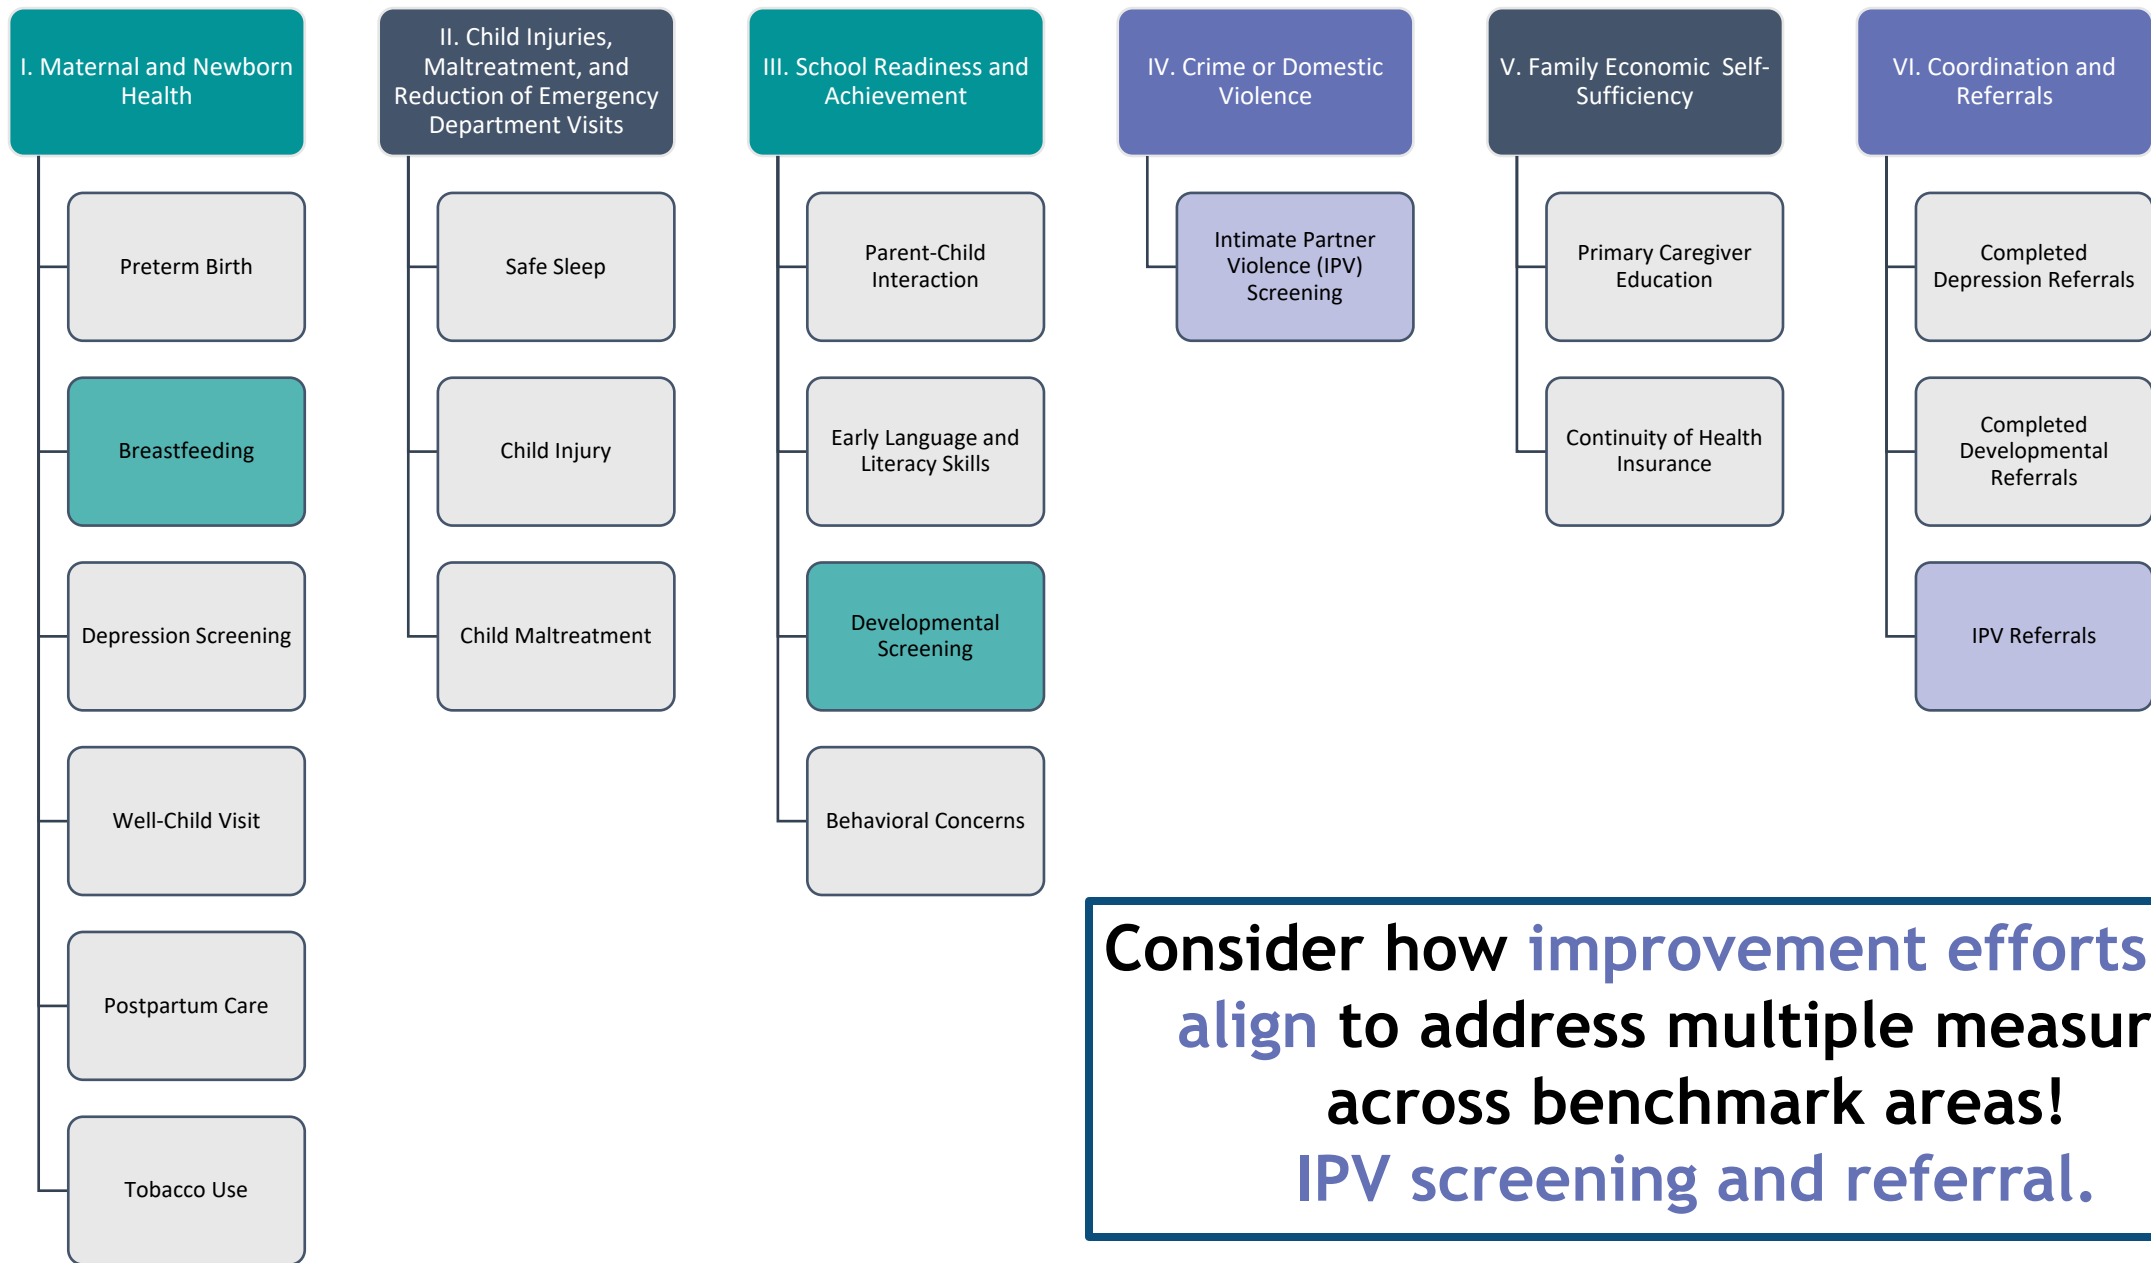 I. Maternal and Newborn
Health
Preterm Birth
Breastfeeding
Depression Screening
Well-Child Visit
Postpartum Care
Tobacco Use
II. Child Injuries,
Maltreatment, and
Reduction of Emergency
Department Visits
Safe Sleep
Child Injury
Child Maltreatment
III. School Readiness and
Achievement
Parent-Child
Interaction
Early Language and
Literacy Skills
Developmental
Screening
Behavioral Concerns
IV. Crime or Domestic
Violence
Intimate Partner
Violence (IPV)
Screening
V. Family Economic Self-
Sufficiency
Primary Caregiver
Education
Continuity of Health
Insurance
VI. Coordination and
Referrals
Completed
Depression Referrals
Completed
Developmental
Referrals
IPV Referrals
Consider how improvement efforts
align to address multiple measur
across benchmark areas!
IPV screening and referral.